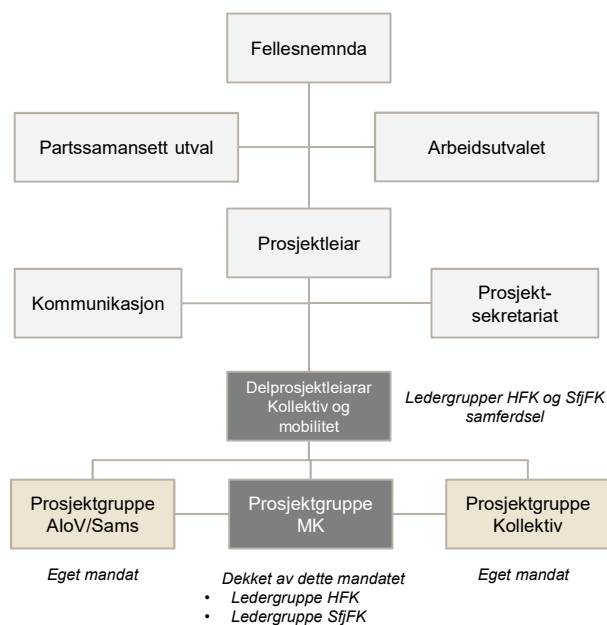 Fellesnemnda
Partssamansett utval
Arbeidsutvalet
Prosjektleiar
Kommunikasjon
Prosjekt-
sekretariat
Delprosjektleiarar
Kollektiv og
mobilitet
Ledergrupper HFK og SfjFK
samferdsel
Prosjektgruppe
AIoV/Sams
Prosjektgruppe
MK
Prosjektgruppe
Kollektiv
Eget mandat
Dekket av dette mandatet
• Ledergruppe HFK
• Ledergruppe SfjFK
Eget mandat